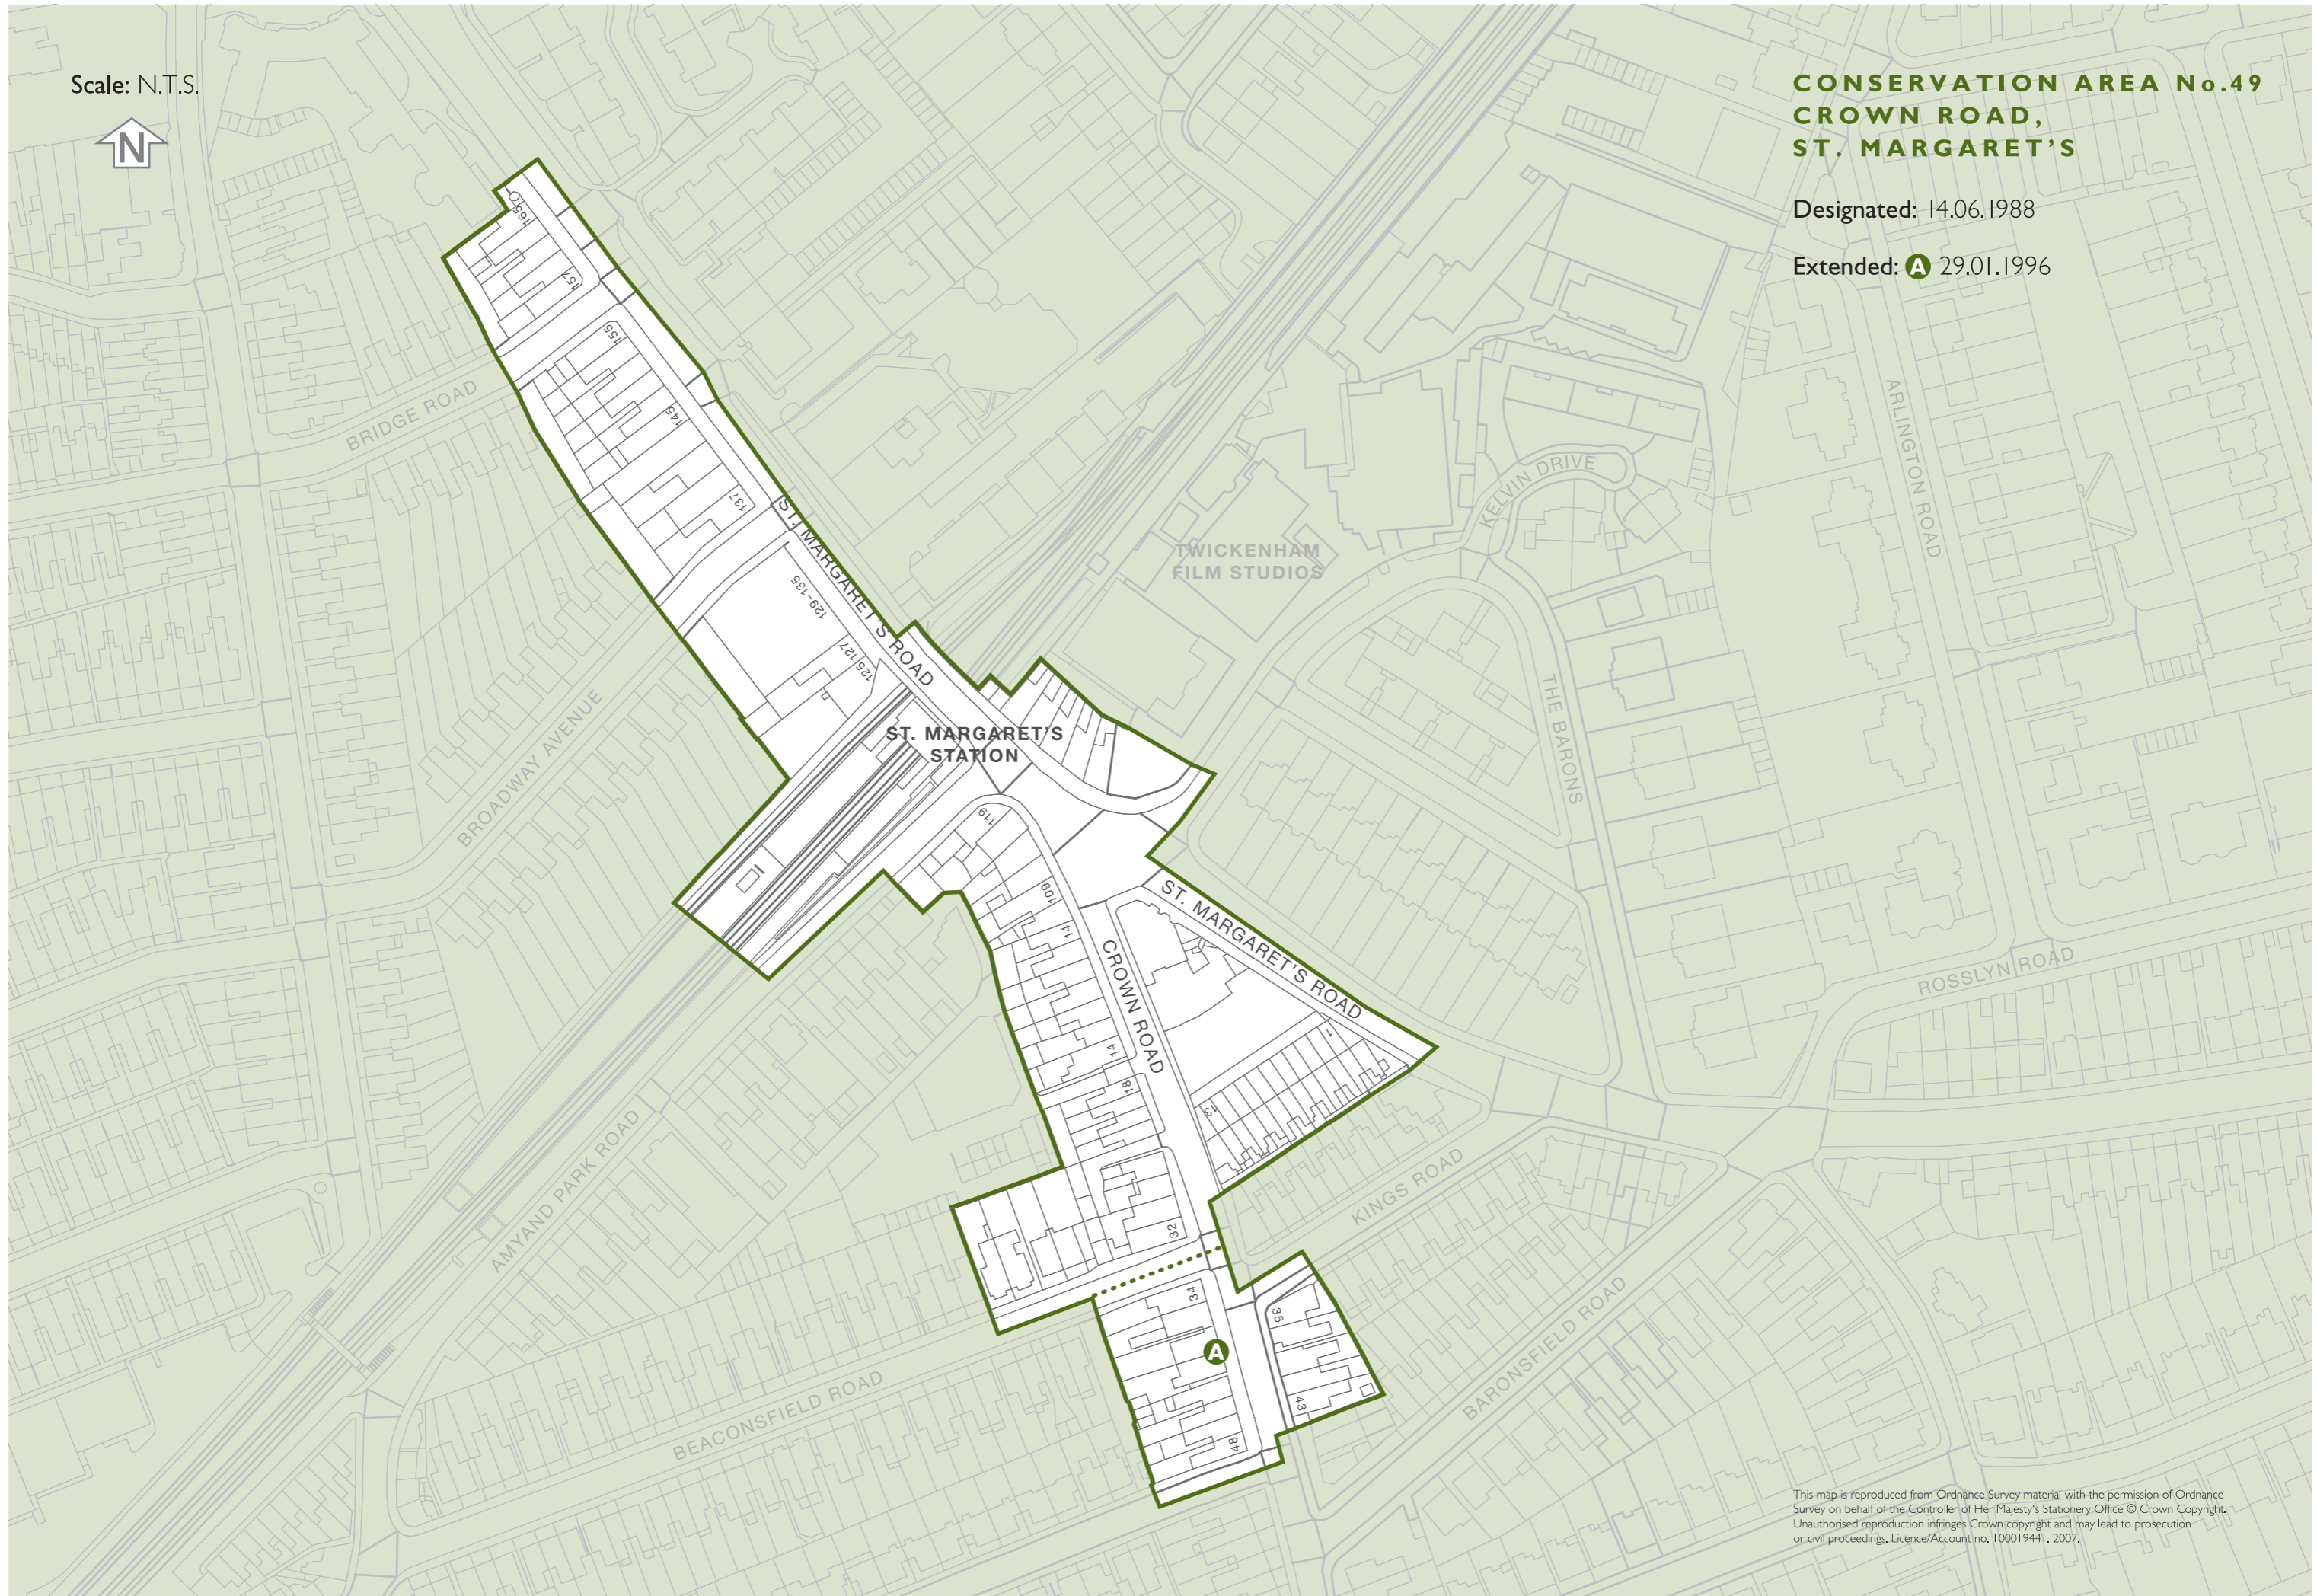 Scale: N.T.S.
N
CONSERVATION AREA No.49
CROWN ROAD,
ST. MARGARET'S
Designated: 14.06.1988
Extended: A 29.01.1996
165
157
155
BRIDGE ROAD
145
137
ARLINGTON ROAD
KELVIN DRIVE
TWICKENHAM
FILM STUDIOS
ST. MARGARET'S ROAD
129–135
127
125
THE BARONS
BROADWAY AVENUE
ST. MARGARET'S
STATION
119
109
14
ST. MARGARET'S ROAD
CROWN ROAD
ROSSLYN ROAD
1
14
18
13
AMYAND PARK ROAD
KINGS ROAD
32
34
35
A
BARONSFIELD ROAD
BEACONSFIELD ROAD
43
48
This map is reproduced from Ordnance Survey material with the permission of Ordnance
Survey on behalf of the Controller of Her Majesty's Stationery Office © Crown Copyright.
Unauthorised reproduction infringes Crown copyright and may lead to prosecution
or civil proceedings. Licence/Account no. 100019441. 2007.